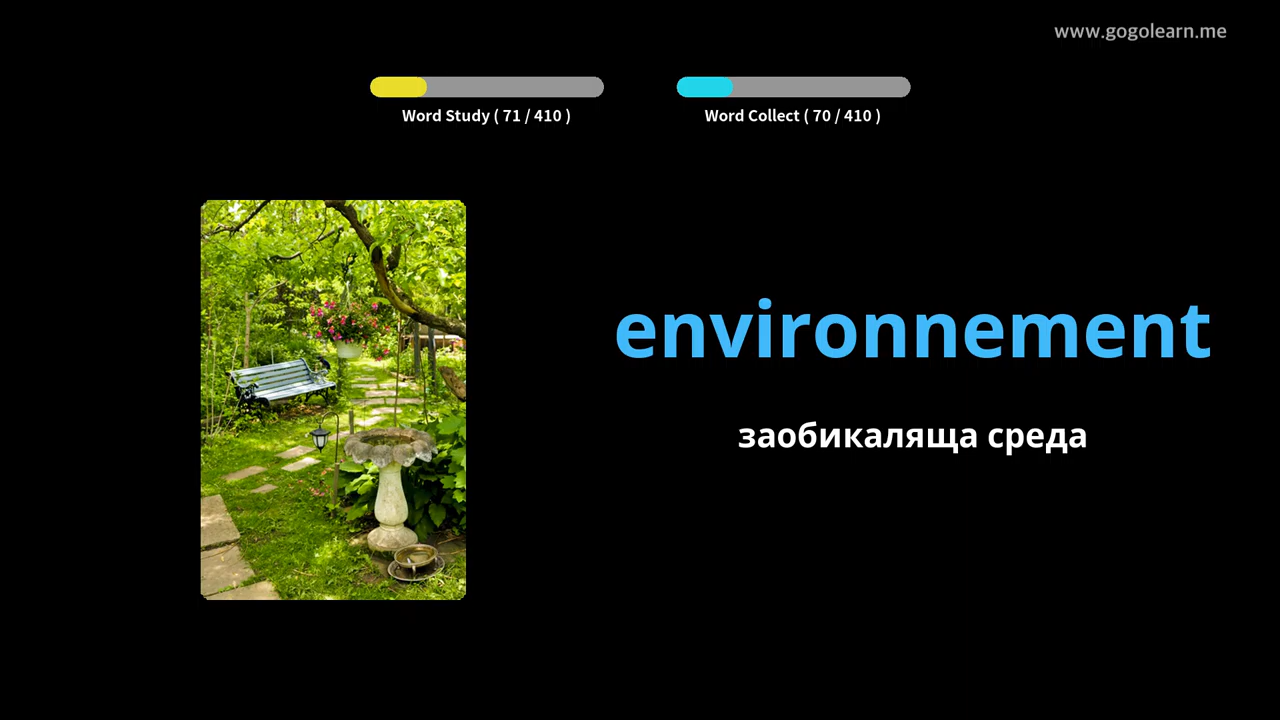 www.gogolearn.me
Word Study ( 71 / 410 )
Word Collect ( 70 / 410 )
environnement
заобикаляща среда